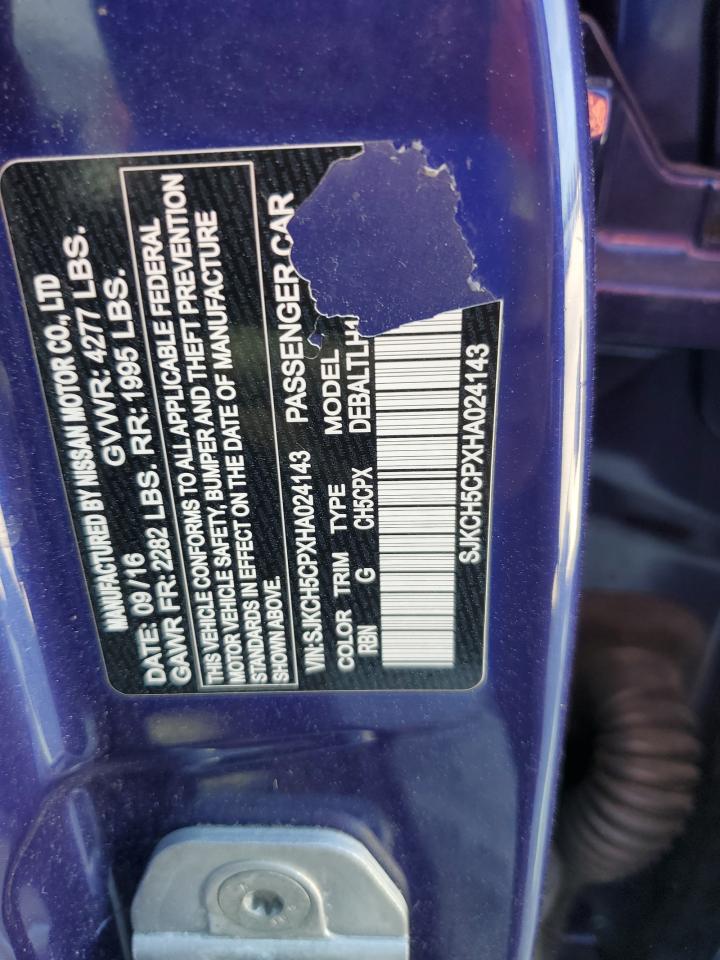 MANUFACTURED BY NISSAN MOTOR CO., LTD
DATE: 09/16 GVWR: 4277 LBS.
GAWR FR: 2282 LBS. RR: 1995 LBS.
THIS VEHICLE CONFORMS TO ALL APPLICABLE FEDERAL
MOTOR VEHICLE SAFETY, BUMPER AND THEFT PREVENTION
STANDARDS IN EFFECT ON THE DATE OF MANUFACTURE
SHOWN ABOVE.
VIN:SJKCH5CPXHA024143 PASSENGER CAR
COLOR TRIM TYPE MODEL
RBN G CH5CPX DEBALTLH1
SJKCH5CPXHA024143